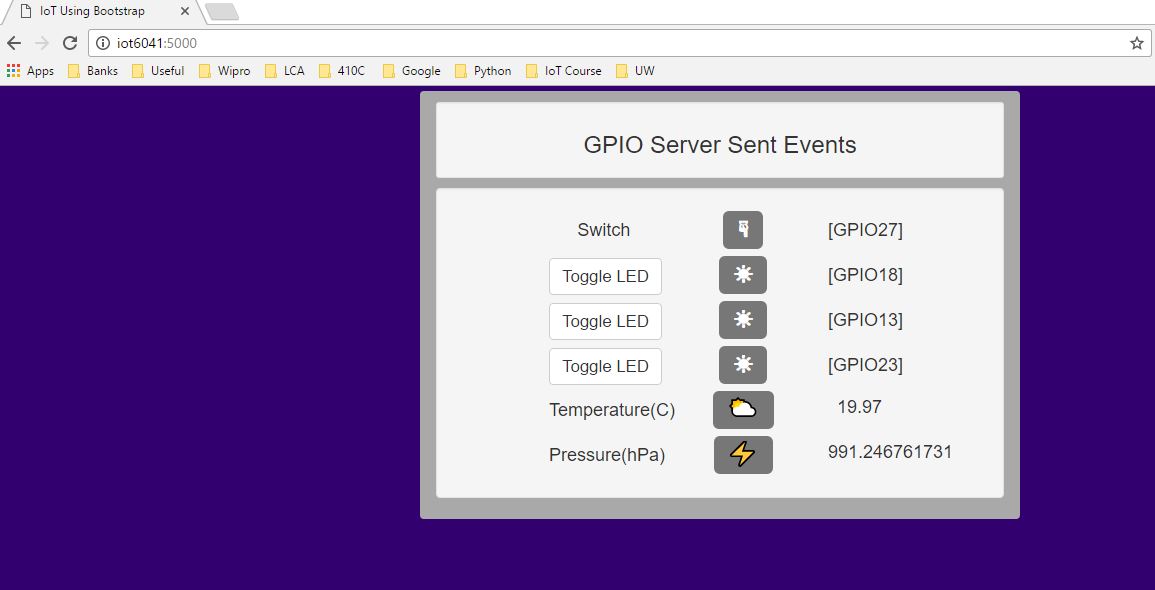 IoT Using Bootstrap
iot6041:5000
Apps Banks Useful Wipro LCA 410C Google Python IoT Course UW
GPIO Server Sent Events
Switch [GPIO27]
Toggle LED [GPIO18]
Toggle LED [GPIO13]
Toggle LED [GPIO23]
Temperature(C) 19.97
Pressure(hPa) 991.246761731